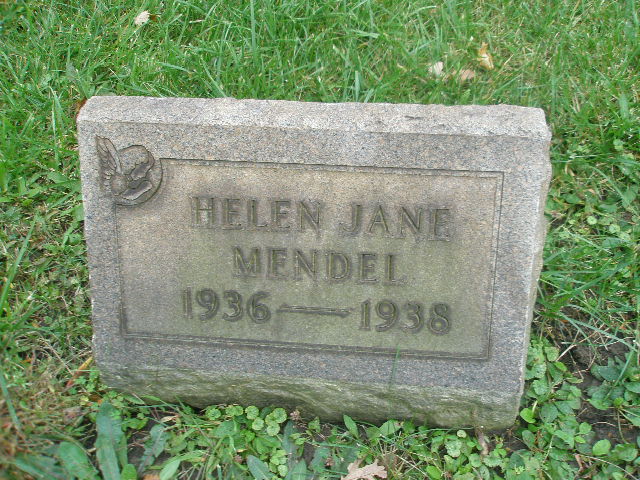 HELEN JANE
MENDEL
1936 — 1938